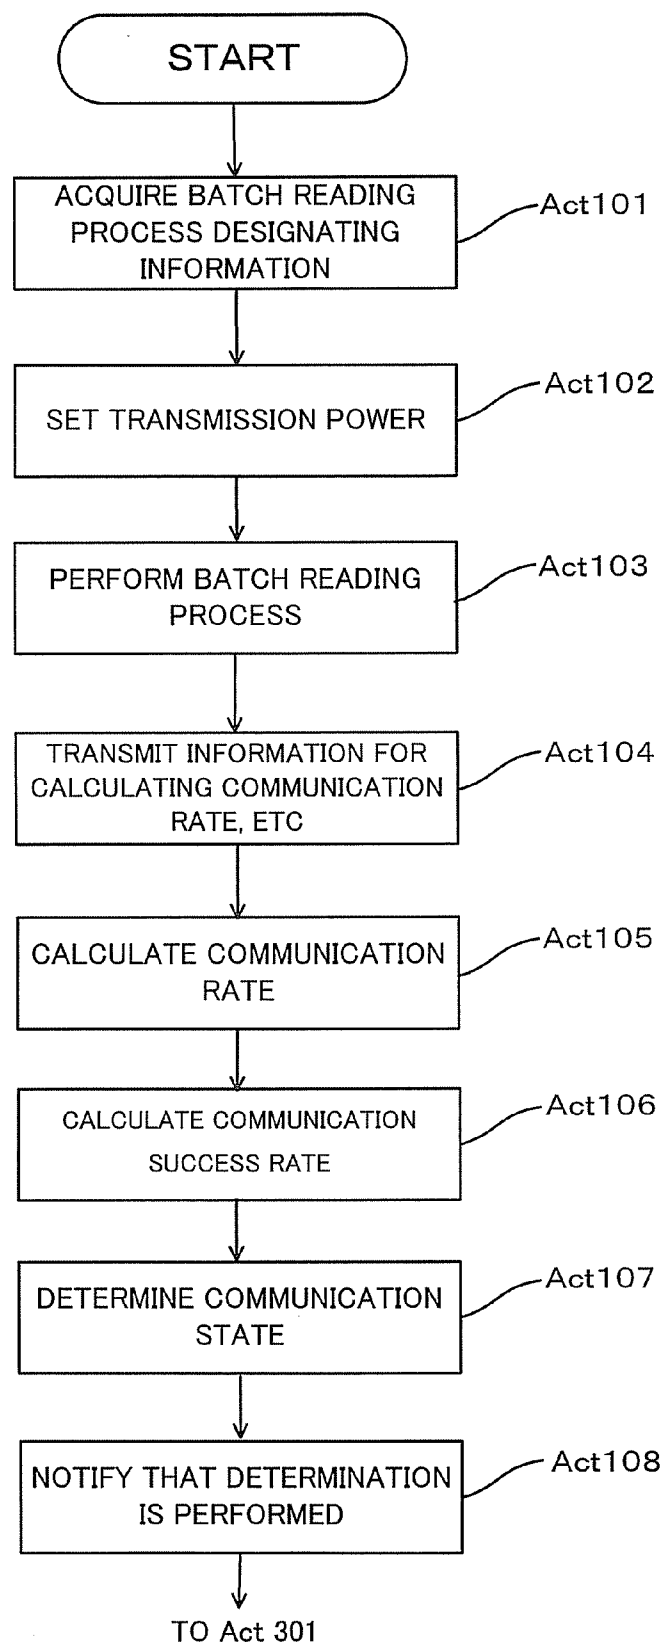 START
ACQUIRE BATCH READING
PROCESS DESIGNATING
INFORMATION
Act101
SET TRANSMISSION POWER
Act102
PERFORM BATCH READING
PROCESS
Act103
TRANSMIT INFORMATION FOR
CALCULATING COMMUNICATION
RATE, ETC
Act104
CALCULATE COMMUNICATION
RATE
Act105
CALCULATE COMMUNICATION
SUCCESS RATE
Act106
DETERMINE COMMUNICATION
STATE
Act107
NOTIFY THAT DETERMINATION
IS PERFORMED
Act108
TO Act 301